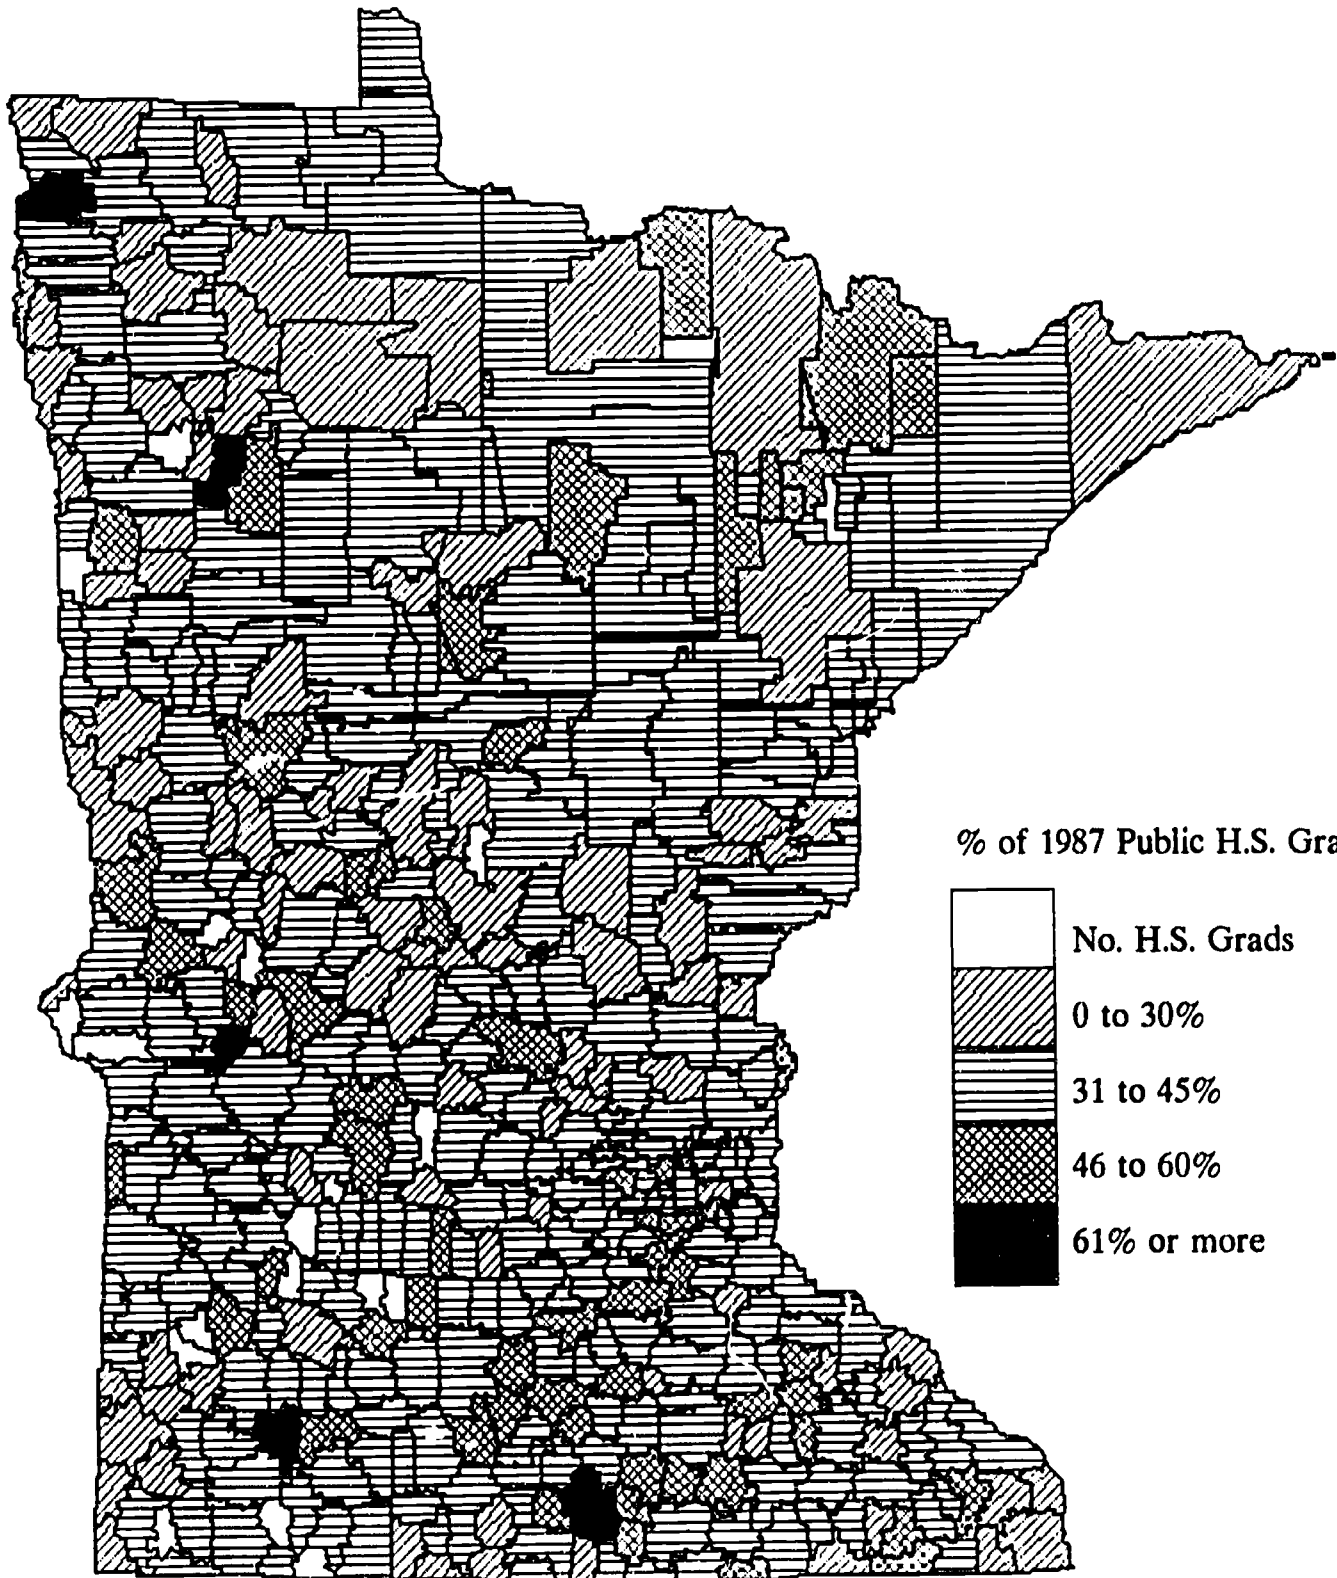 % of 1987 Public H.S. Gra
No. H.S. Grads
0 to 30%
31 to 45%
46 to 60%
61% or more